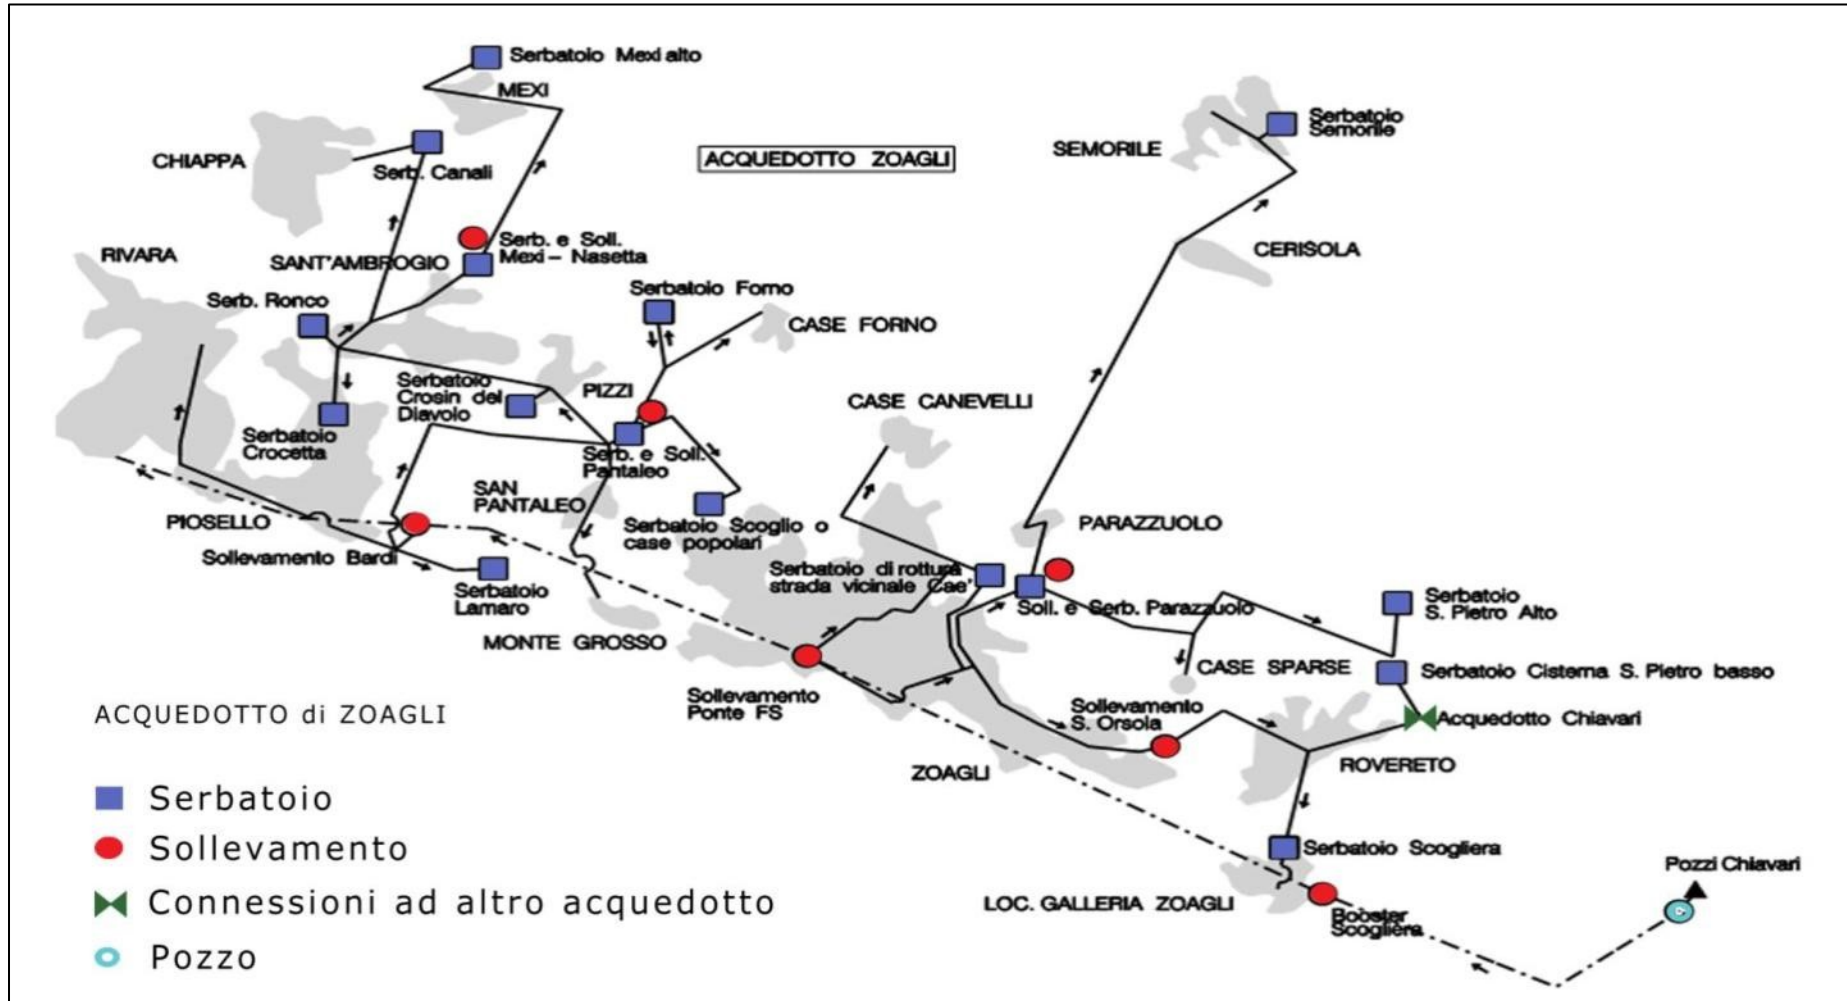 Serbatoio Mexi alto
MEXI
CHIAPPA
Serb. Canali
ACQUEDOTTO ZOAGLI
SEMORILE
Serbatoio
Semorile
RIVARA
SANT'AMBROGIO
Serb. e Soll.
Mexi - Nasetta
CERISOLA
Serb. Ronco
Serbatoio Forno
CASE FORNO
Serbatoio
Crosin del
Diavolo
PIZZI
CASE CANEVELLI
Serbatoio
Crocetta
Serb. e Soll.
Pantaleo
SAN
PANTALEO
PIOSELLO
Serbatoio Scoglio o
case popolari
PARAZZUOLO
Sollevamento Bardi
Serbatoio
Lamaro
Serbatoio di rottura
strada vicinale Cae'
Soll. e Serb. Parazzuolo
Serbatoio
S. Pietro Alto
MONTE GROSSO
CASE SPARSE
Serbatoio Cisterna S. Pietro basso
Sollevamento
Ponte FS
Sollevamento
S. Orsola
Acquedotto Chiavari
ZOAGLI
ROVERETO
Serbatoio Scogliera
Pozzi Chiavari
LOC. GALLERIA ZOAGLI
Booster
Scogliera
ACQUEDOTTO di ZOAGLI
Serbatoio
Sollevamento
Connessioni ad altro acquedotto
Pozzo